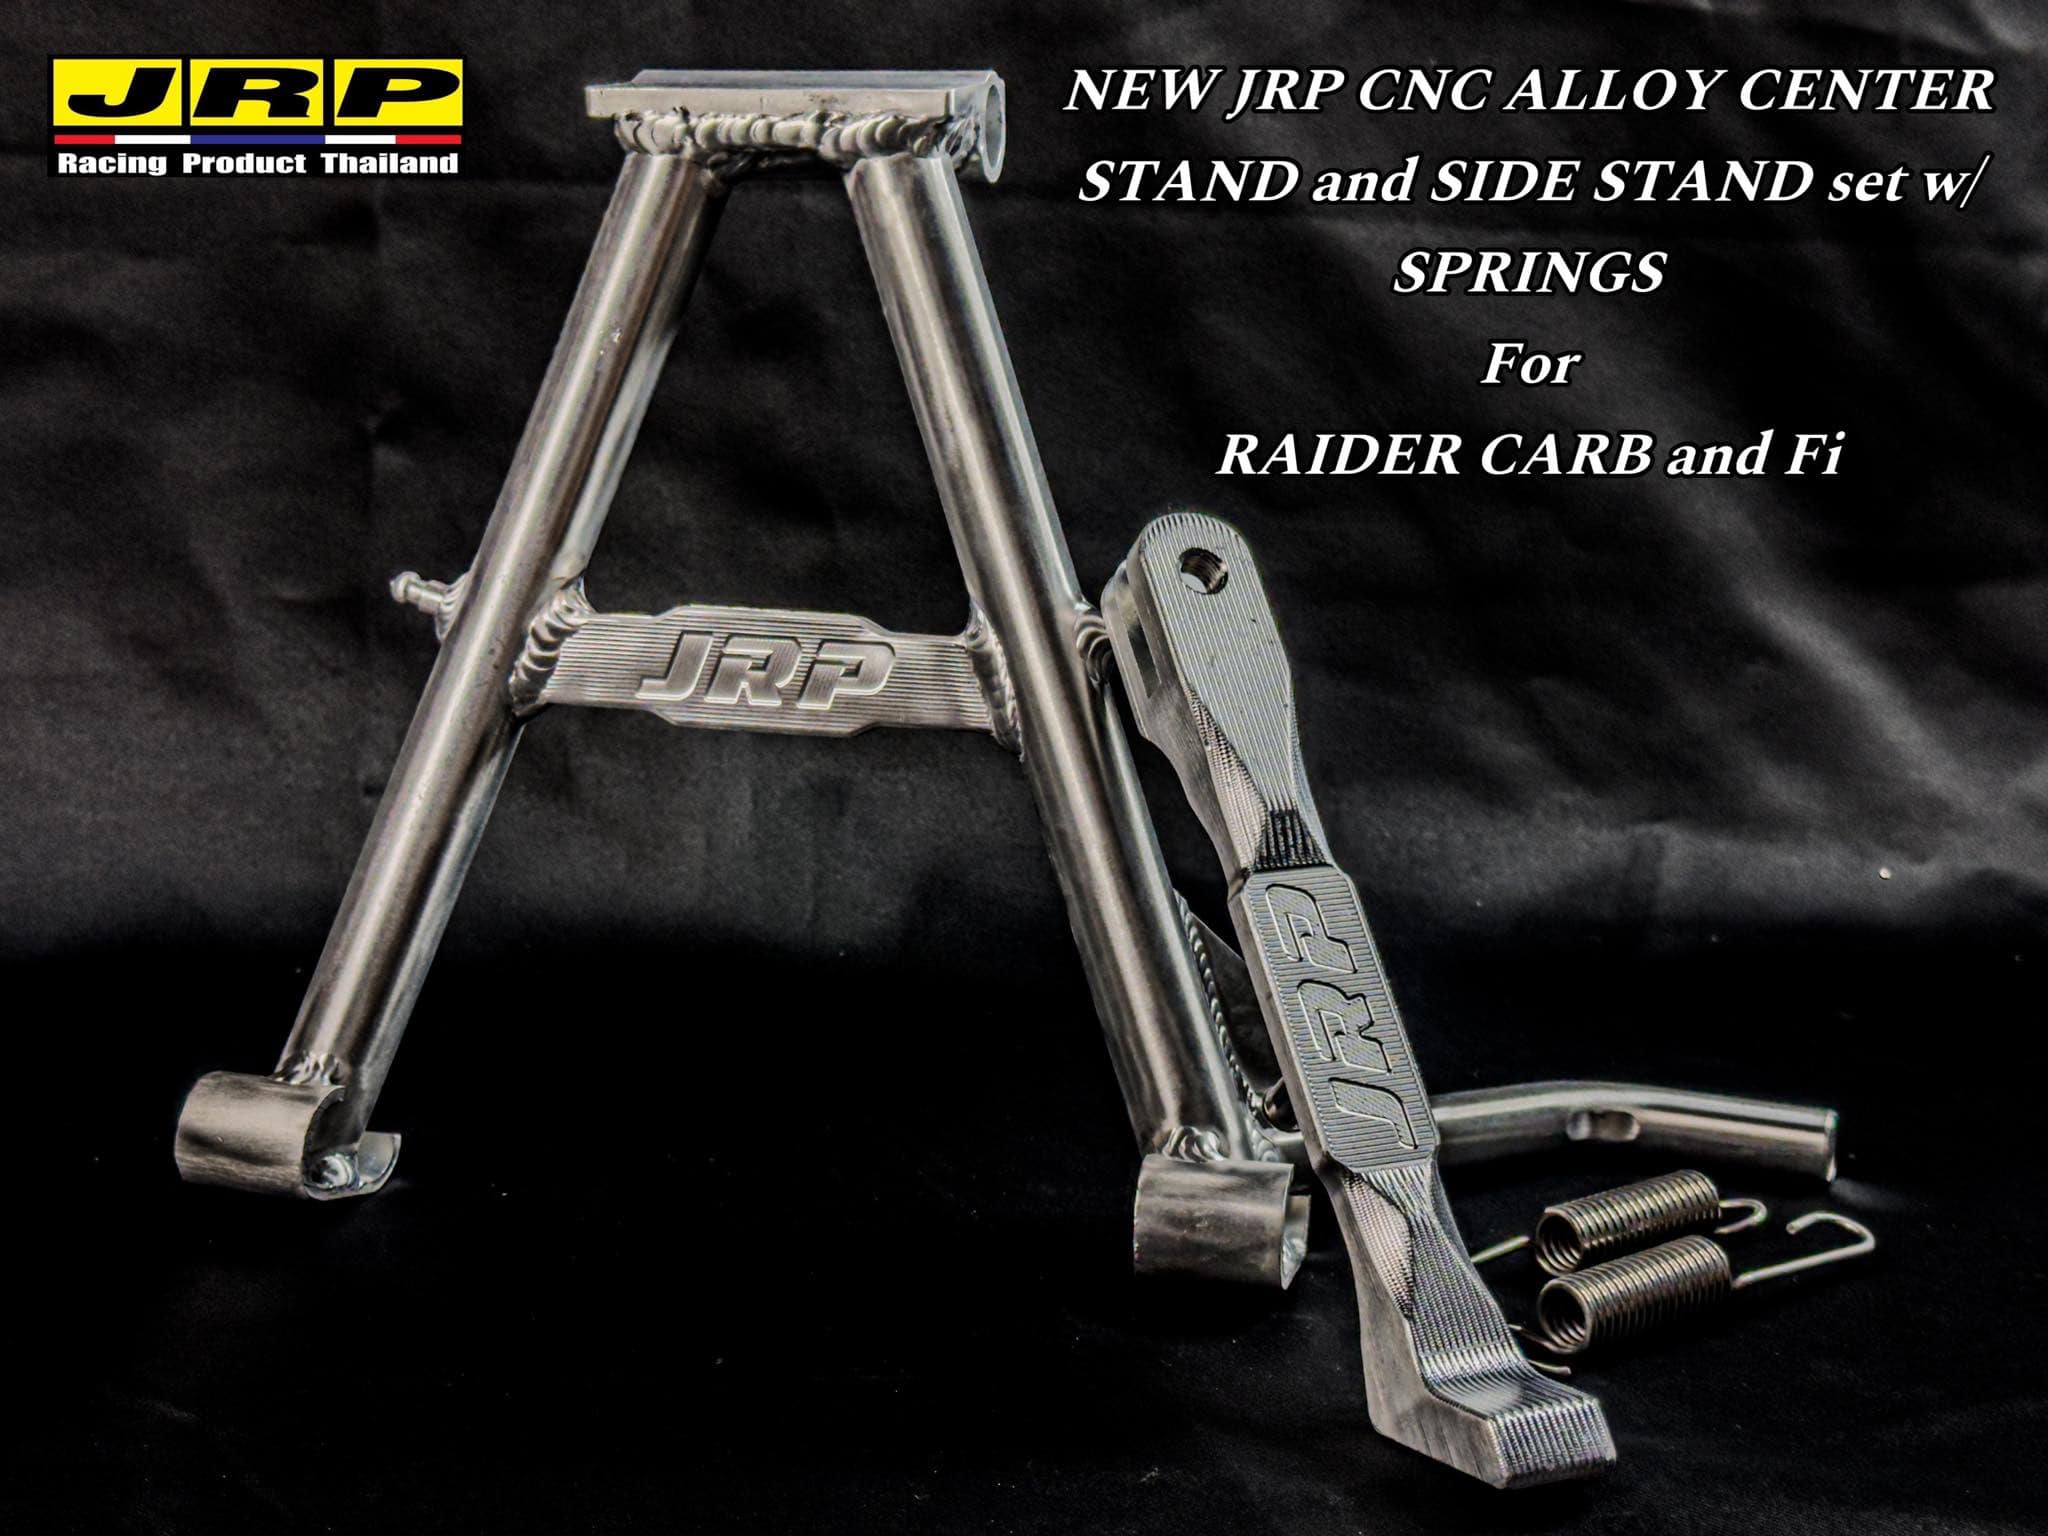 JRP
Racing Product Thailand
NEW JRP CNC ALLOY CENTER
STAND and SIDE STAND set w/
SPRINGS
For
RAIDER CARB and Fi
JRP
JRP